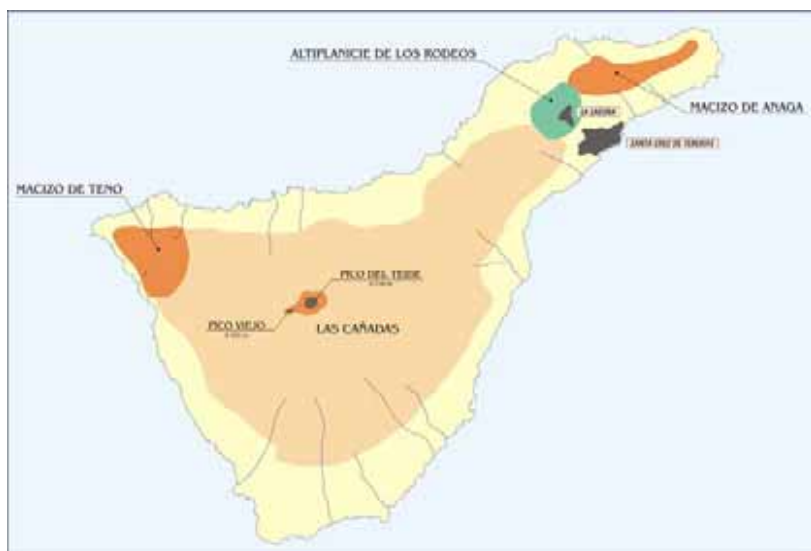 ALTIPLANICIE DE LOS RODEOS
MACIZO DE ANAGA
LA LAGUNA
SANTA CRUZ DE TENERIFE
MACIZO DE TENO
PICO DEL TEIDE
PICO VIEJO
LAS CAÑADAS